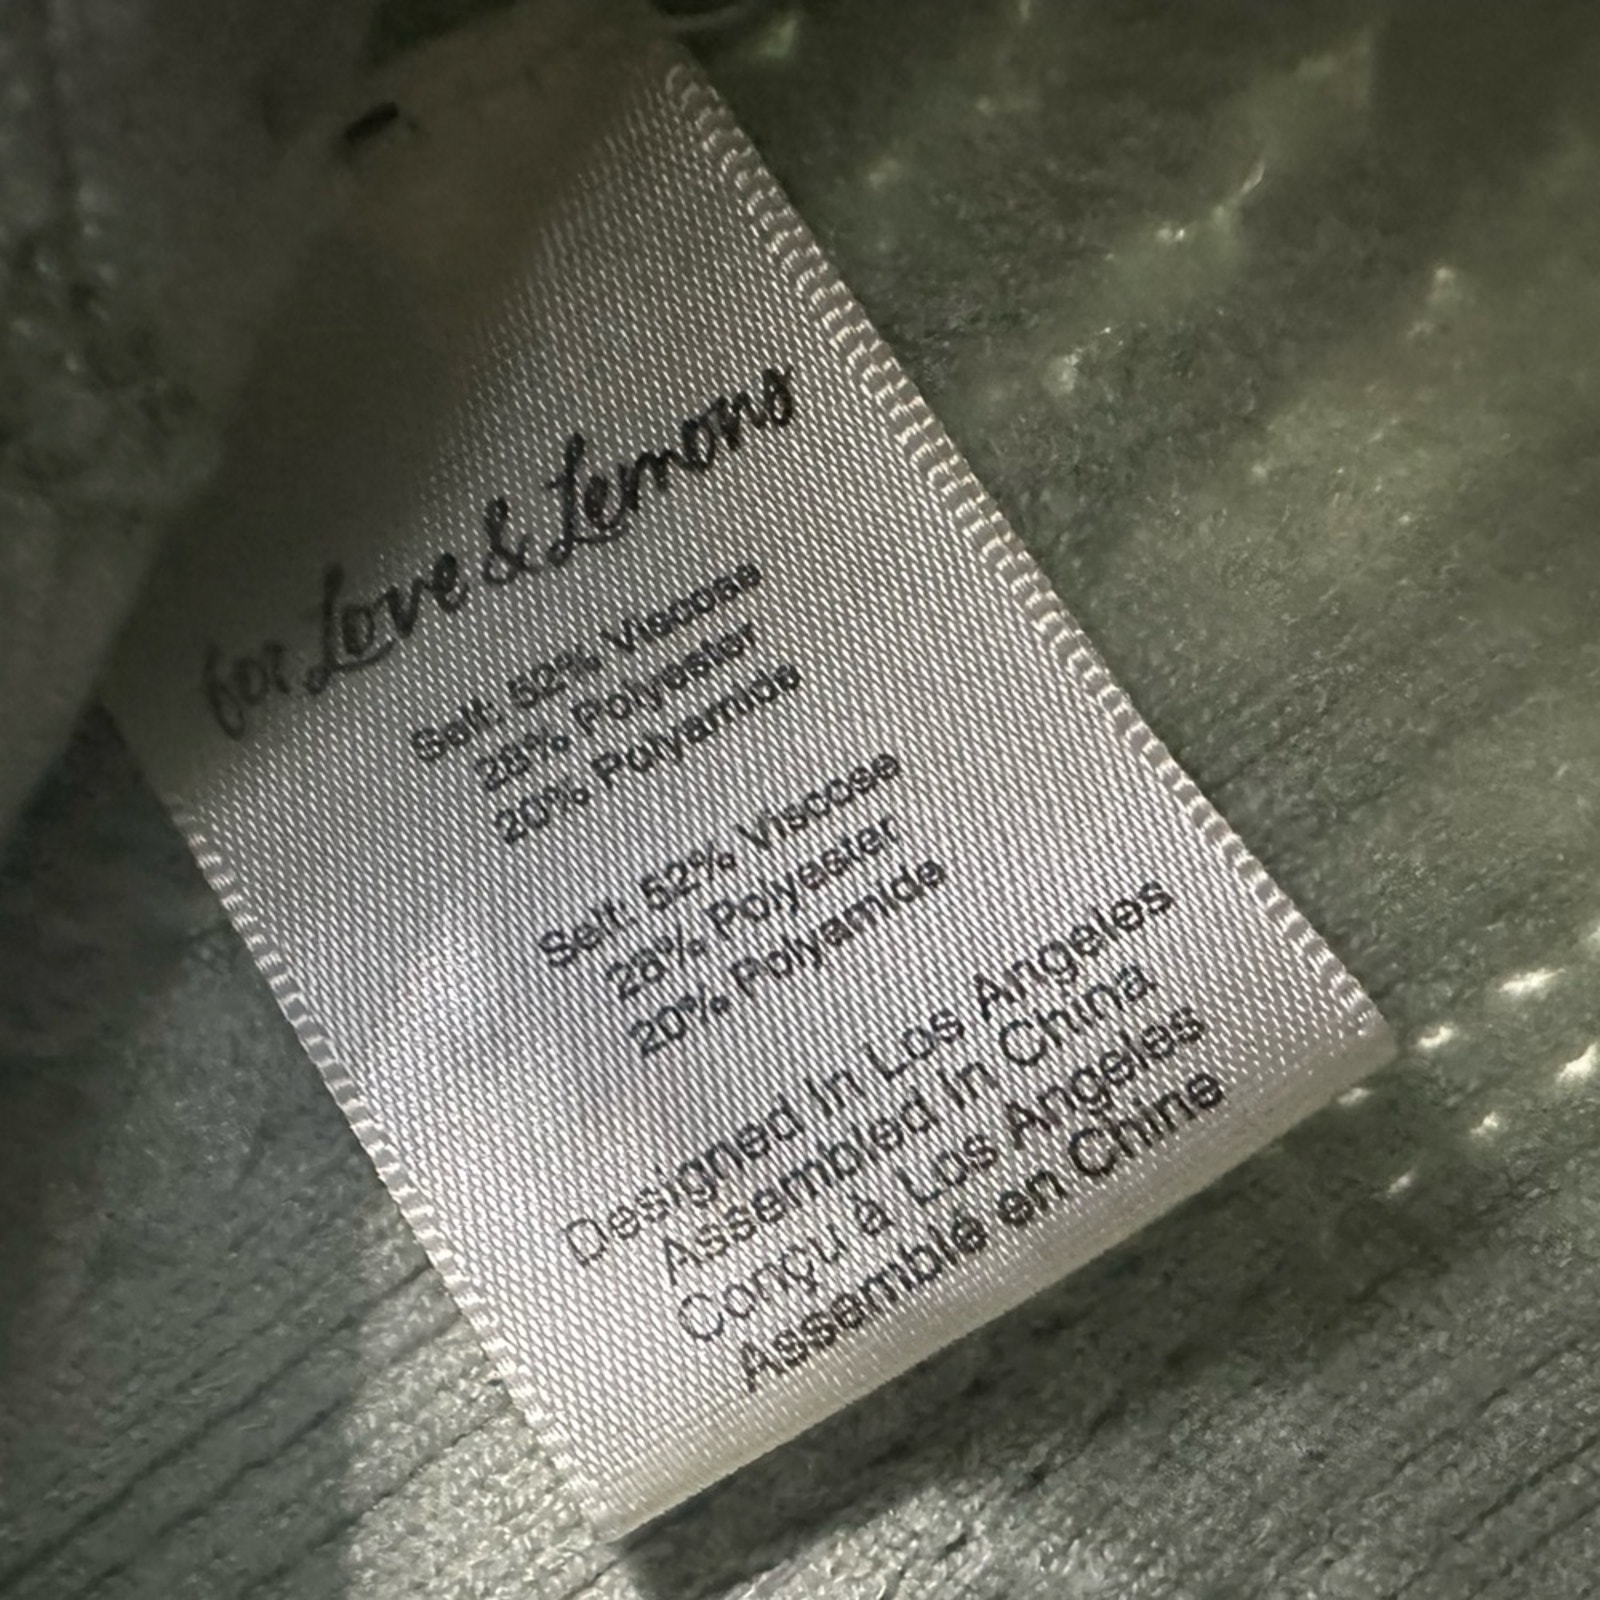 for Love & Lemons
Self: 52% Viscose
28% Polyester
20% Polyamide
Self: 52% Viscose
28% Polyester
20% Polyamide
Designed In Los Angeles
Assembled In China
Conçu à Los Angeles
Assemblé en Chine